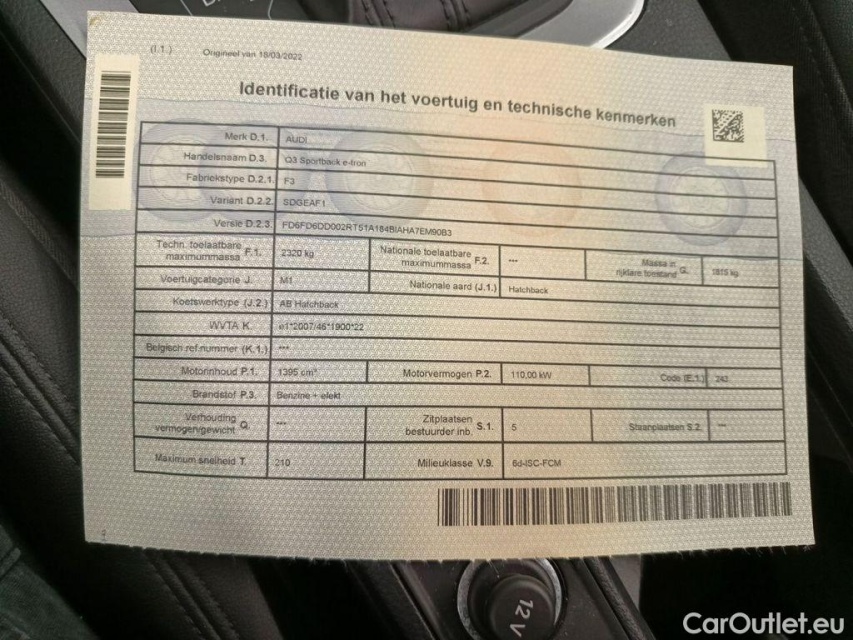 (I.1.) Origineel van 18/03/2022
Identificatie van het voertuig en technische kenmerken
Merk D.1. AUDI
Handelsnaam D.3. Q3 Sportback e-tron
Fabriekstype D.2.1. F3
Variant D.2.2. SDGEAF1
Versie D.2.3. FD6FD6DD002RTS1A184BIAHA7EM90B3
Techn. toelaatbare maximummassa F.1. 2320 kg Nationale toelaatbare maximummassa F.2. --- Massa in rijklare toestand G. 1815 kg
Voertuigcategorie J. M1 Nationale aard (J.1.) Hatchback
Koetswerktype (J.2.) AB Hatchback
WVTA K. e1*2007/46*1900*22
Belgisch ref.nummer (K.1.) ---
Motorinhoud P.1. 1395 cm³ Motorvermogen P.2. 110,00 kW Code (E.1.) 243
Brandstof P.3. Benzine + elekt
Verhouding vermogen/gewicht Q. --- Zitplaatsen bestuurder inb. S.1. 5 Staanplaatsen S.2. ---
Maximum snelheid T. 210 Milieuklasse V.9. 6d-ISC-FCM
12 V
CarOutlet.eu